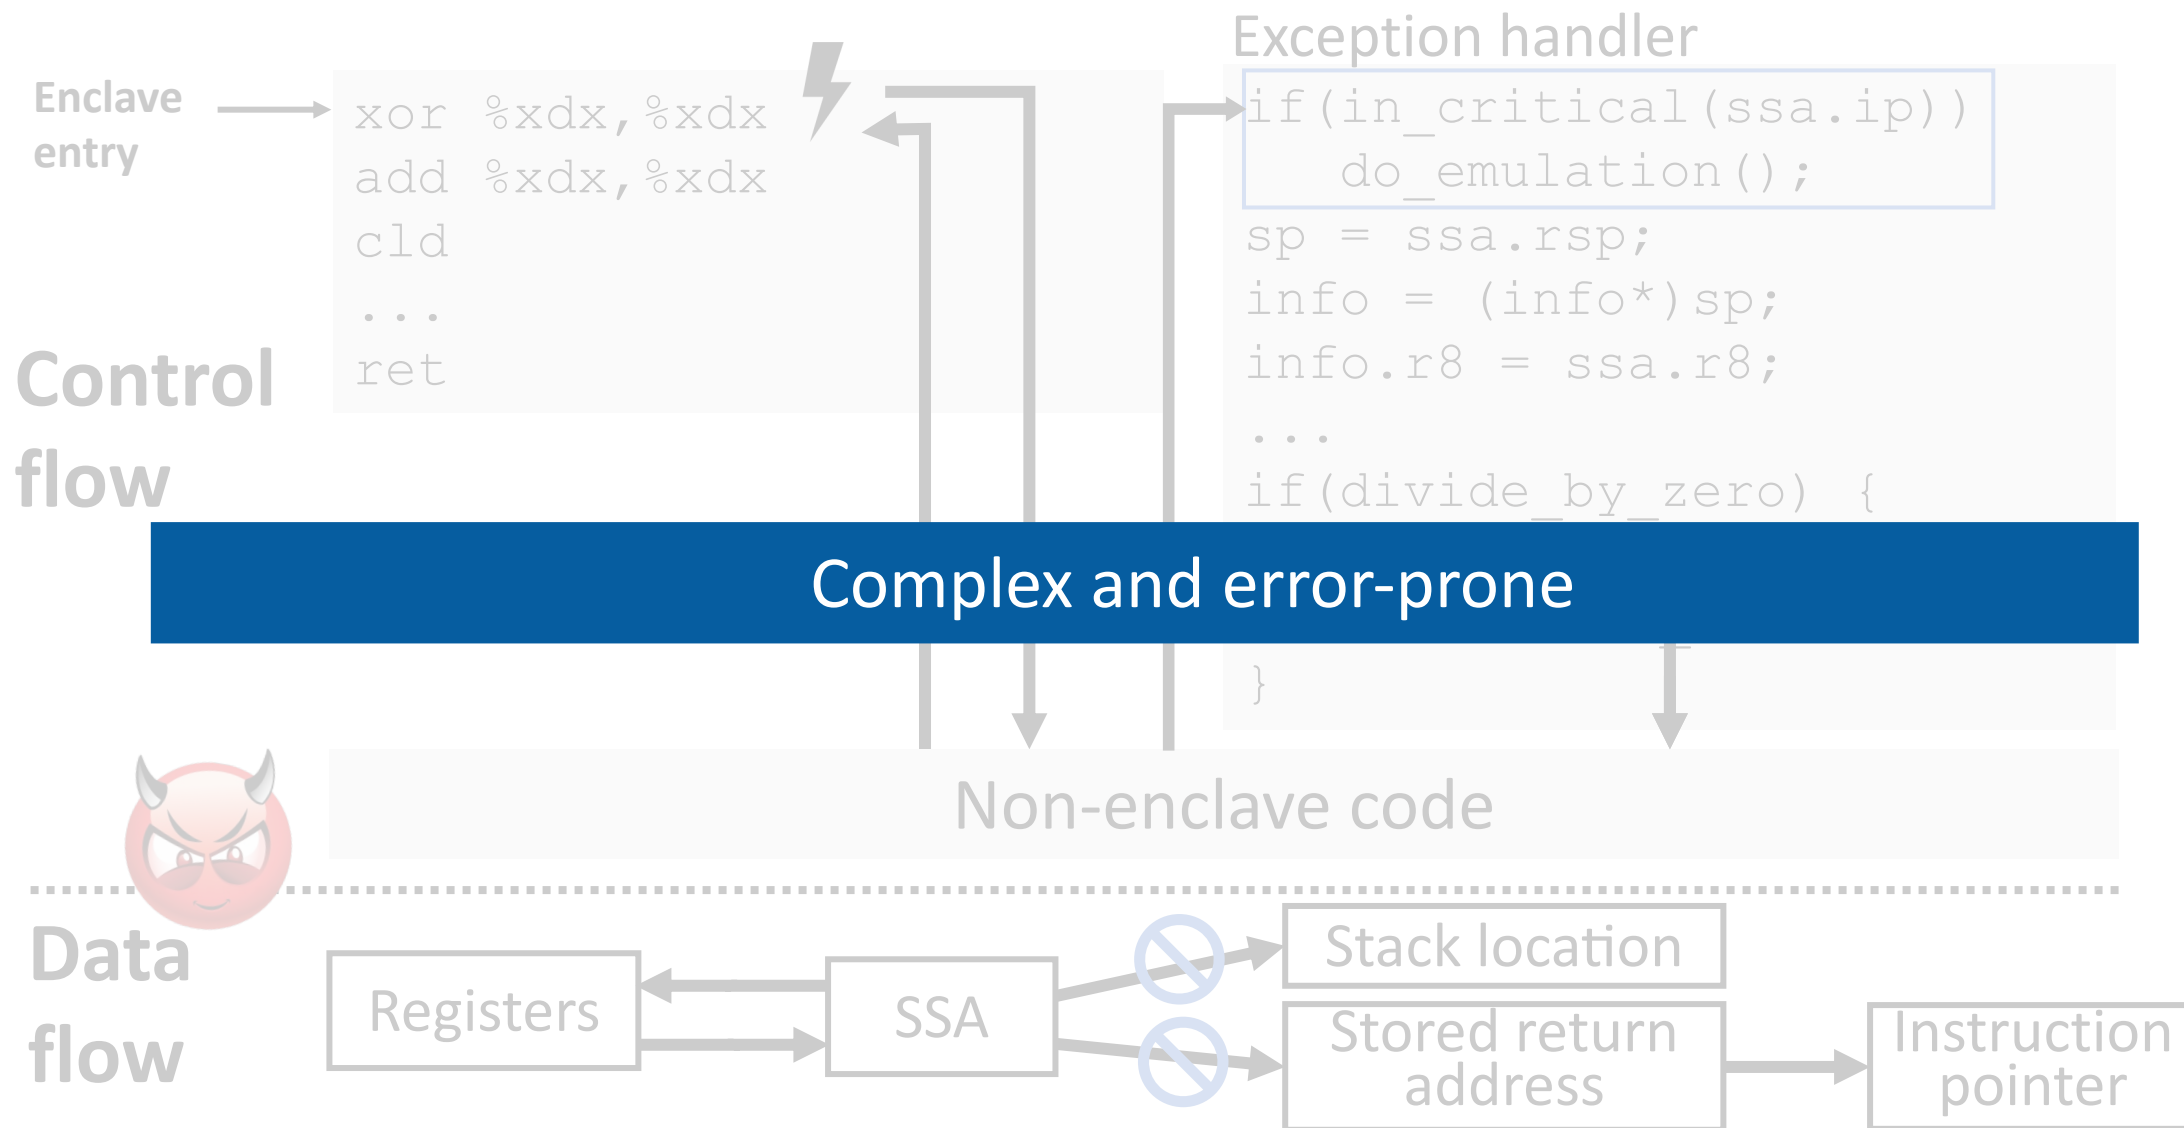 Exception handler
Enclave
entry
xor %xdx,%xdx
add %xdx,%xdx
cld
...
ret
if(in_critical(ssa.ip))
do_emulation();
sp = ssa.rsp;
info = (info*)sp;
info.r8 = ssa.r8;
...
if(divide_by_zero) {
}
Control
flow
Complex and error-prone
Non-enclave code
Data
flow
Registers
SSA
Stack location
Stored return
address
Instruction
pointer